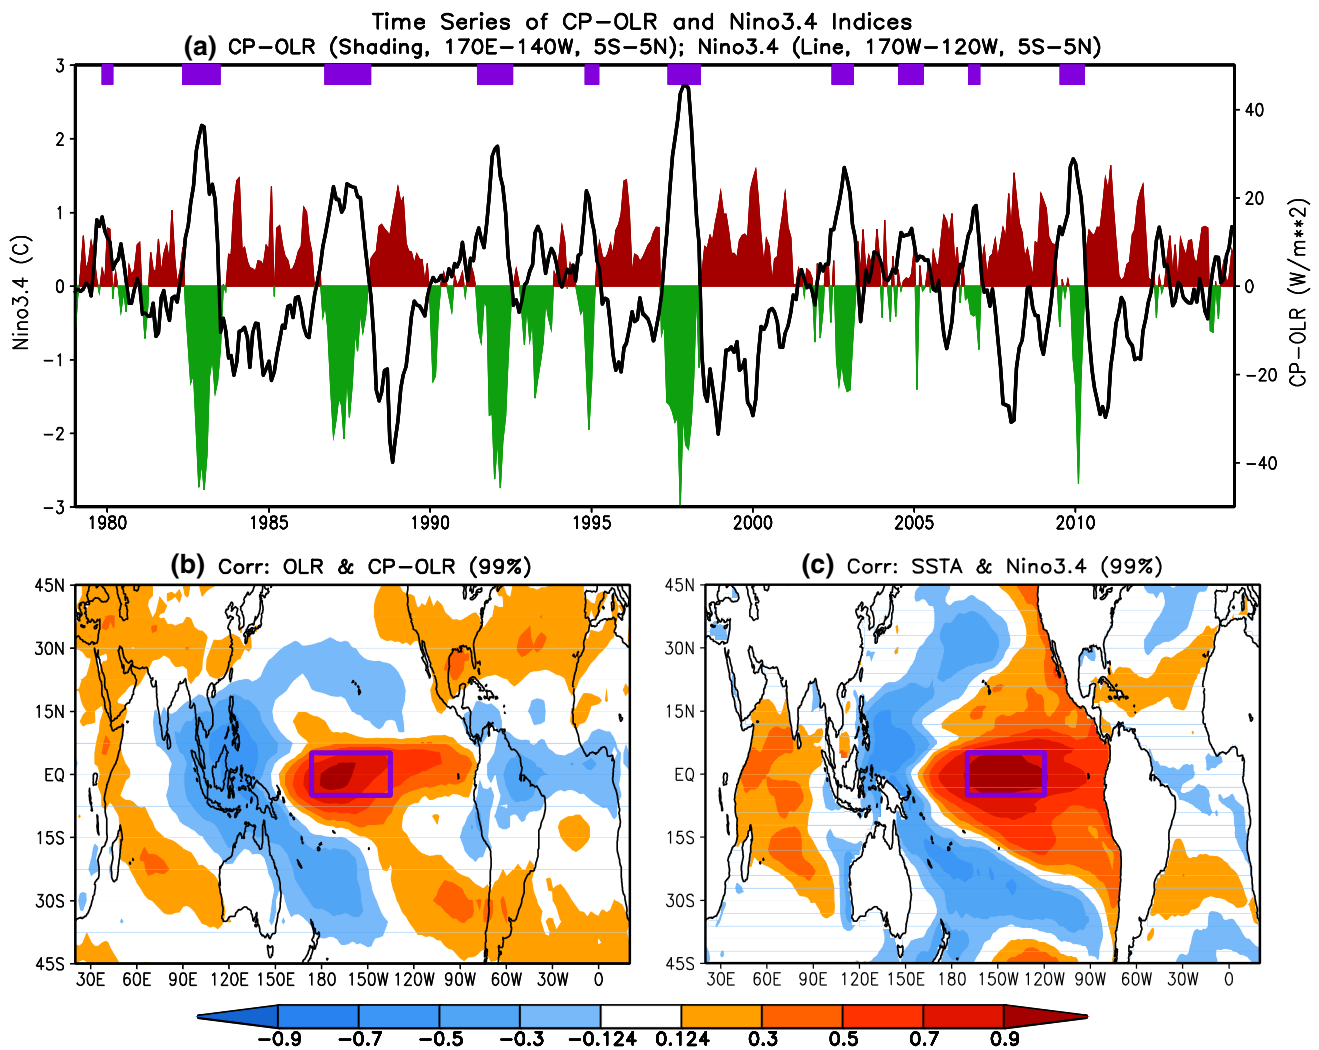 Time Series of CP-OLR and Nino3.4 Indices
(a) CP-OLR (Shading, 170E-140W, 5S-5N); Nino3.4 (Line, 170W-120W, 5S-5N)
3
2
1
0
-1
-2
-3
Nino3.4 (C)
40
20
0
-20
-40
CP-OLR (W/m**2)
1980 1985 1990 1995 2000 2005 2010
(b) Corr: OLR & CP-OLR (99%)
45N
30N
15N
EQ
15S
30S
45S
30E 60E 90E 120E 150E 180 150W 120W 90W 60W 30W 0
(c) Corr: SSTA & Nino3.4 (99%)
45N
30N
15N
EQ
15S
30S
45S
30E 60E 90E 120E 150E 180 150W 120W 90W 60W 30W 0
-0.9 -0.7 -0.5 -0.3 -0.124 0.124 0.3 0.5 0.7 0.9